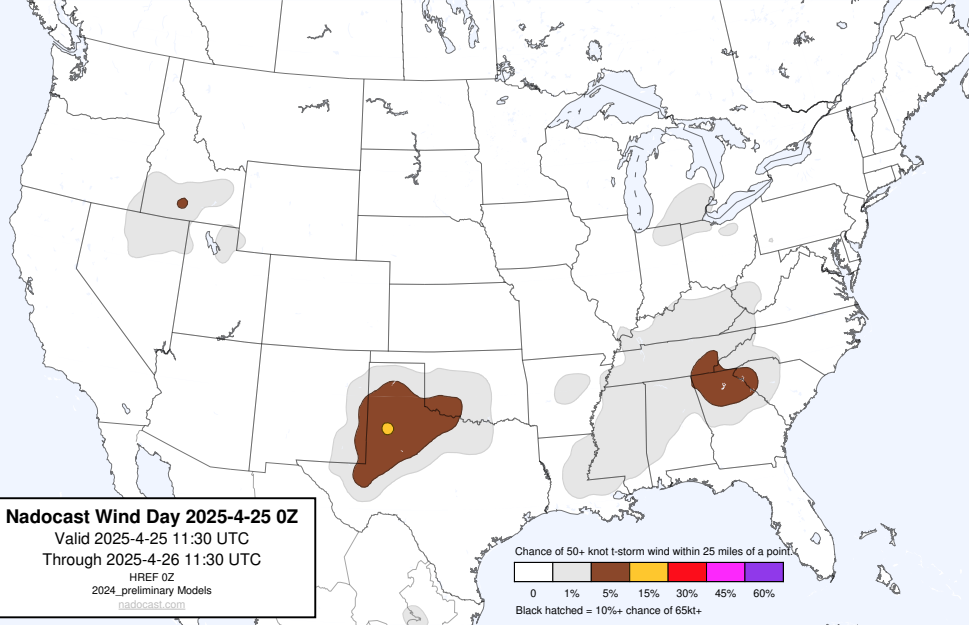 Nadocast Wind Day 2025-4-25 0Z
Valid 2025-4-25 11:30 UTC
Through 2025-4-26 11:30 UTC
HREF 0Z
2024_preliminary Models
nadocast.com
Chance of 50+ knot t-storm wind within 25 miles of a point.
0 1% 5% 15% 30% 45% 60%
Black hatched = 10%+ chance of 65kt+